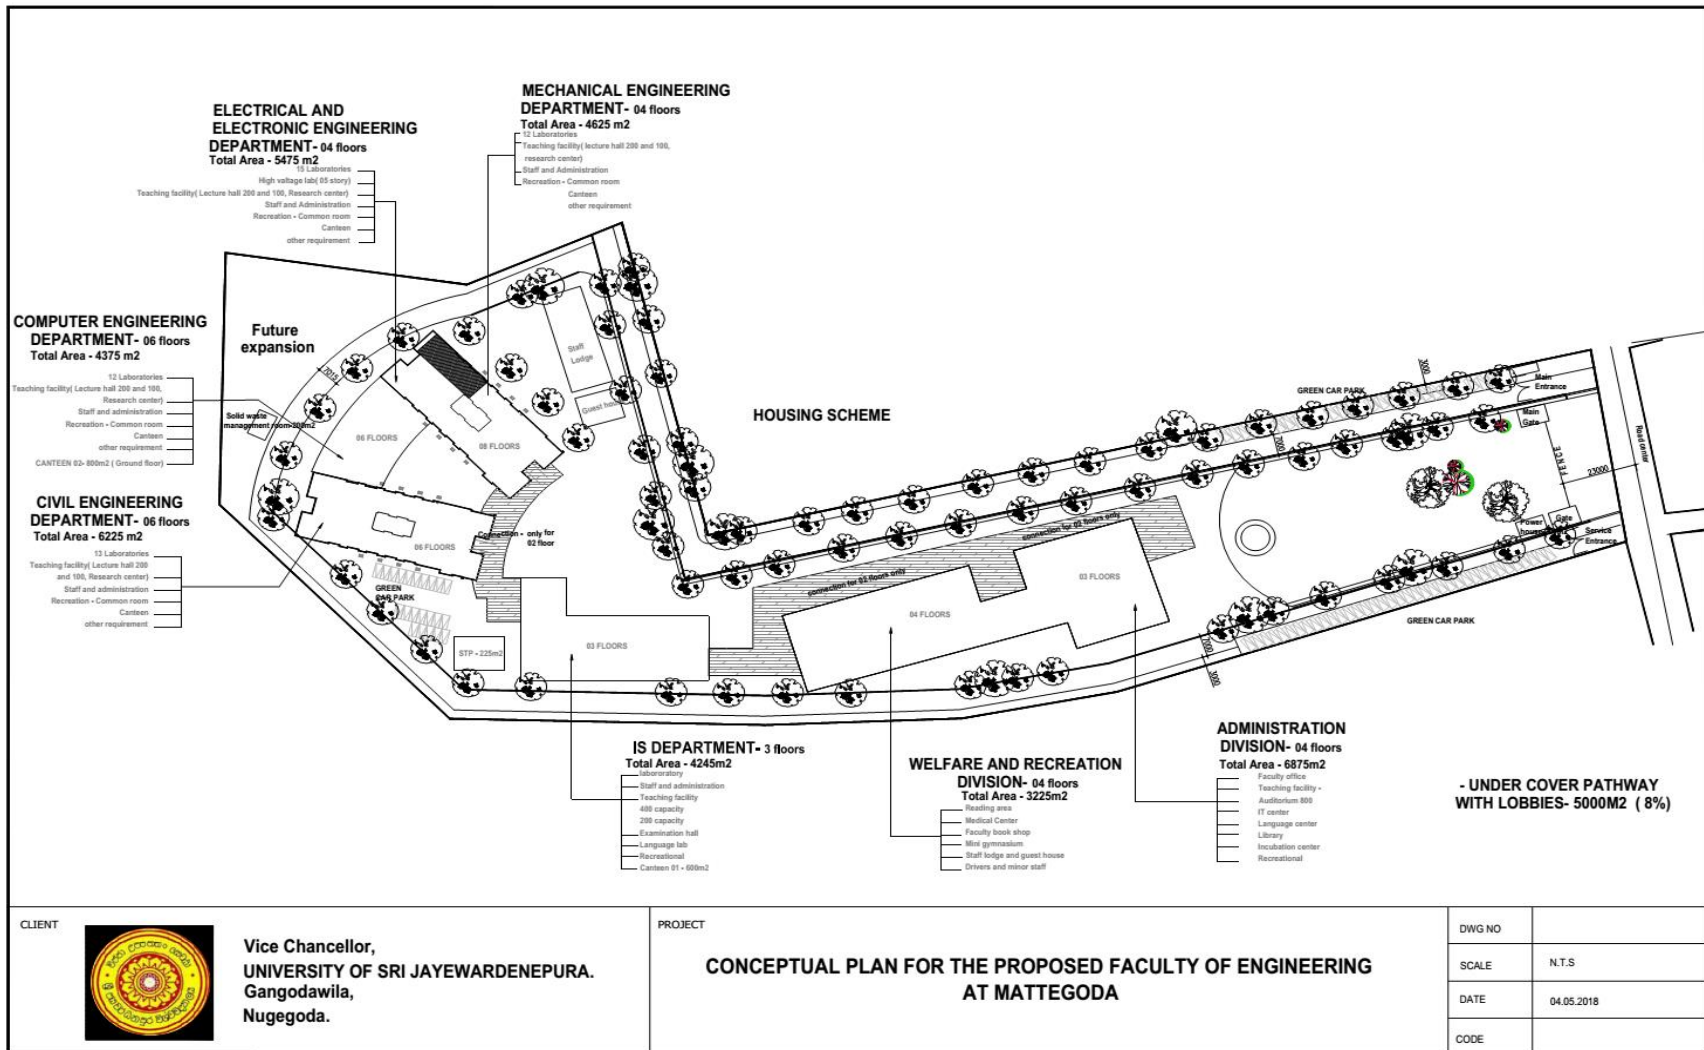 ELECTRICAL AND
ELECTRONIC ENGINEERING
DEPARTMENT- 04 floors
Total Area - 5475 m2
15 Laboratories
High voltage lab( 05 story)
Teaching facility( Lecture hall 200 and 100, Research center)
Staff and Administration
Recreation - Common room
Canteen
other requirement
MECHANICAL ENGINEERING
DEPARTMENT- 04 floors
Total Area - 4625 m2
12 Laboratories
Teaching facility( lecture hall 200 and 100,
research center)
Staff and Administration
Recreation - Common room
Canteen
other requirement
COMPUTER ENGINEERING
DEPARTMENT- 06 floors
Total Area - 4375 m2
12 Laboratories
Teaching facility( Lecture hall 200 and 100,
Research center)
Staff and administration
Recreation - Common room
Canteen
other requirement
CANTEEN 02- 800m2 ( Ground floor)
CIVIL ENGINEERING
DEPARTMENT- 06 floors
Total Area - 6225 m2
13 Laboratories
Teaching facility( Lecture hall 200
and 100, Research center)
Staff and administration
Recreation - Common room
Canteen
other requirement
Future
expansion
7015
Solid waste
management room-300m2
06 FLOORS
08 FLOORS
06 FLOORS
Staff
Lodge
Guest house
Connection - only for
02 floor
GREEN
CAR PARK
STP - 225m2
03 FLOORS
HOUSING SCHEME
connection for 02 floors only
connection for 02 floors only
04 FLOORS
03 FLOORS
GREEN CAR PARK
3000
7000
Main
Entrance
Main
Gate
FENCE
23000
Road center
Power
house
Gate
Service
Entrance
GREEN CAR PARK
7000
3000
IS DEPARTMENT- 3 floors
Total Area - 4245m2
labororatory
Staff and administration
Teaching facility
400 capacity
200 capacity
Examination hall
Language lab
Recreational
Canteen 01 - 600m2
WELFARE AND RECREATION
DIVISION- 04 floors
Total Area - 3225m2
Reading area
Medical Center
Faculty book shop
Mini gymnasium
Staff lodge and guest house
Drivers and minor staff
ADMINISTRATION
DIVISION- 04 floors
Total Area - 6875m2
Faculty office
Teaching facility -
Auditorium 800
IT center
Language center
Library
Incubation center
Recreational
- UNDER COVER PATHWAY
WITH LOBBIES- 5000M2 ( 8%)
CLIENT
Vice Chancellor,
UNIVERSITY OF SRI JAYEWARDENEPURA.
Gangodawila,
Nugegoda.
PROJECT
CONCEPTUAL PLAN FOR THE PROPOSED FACULTY OF ENGINEERING
AT MATTEGODA
DWG NO
SCALE N.T.S
DATE 04.05.2018
CODE